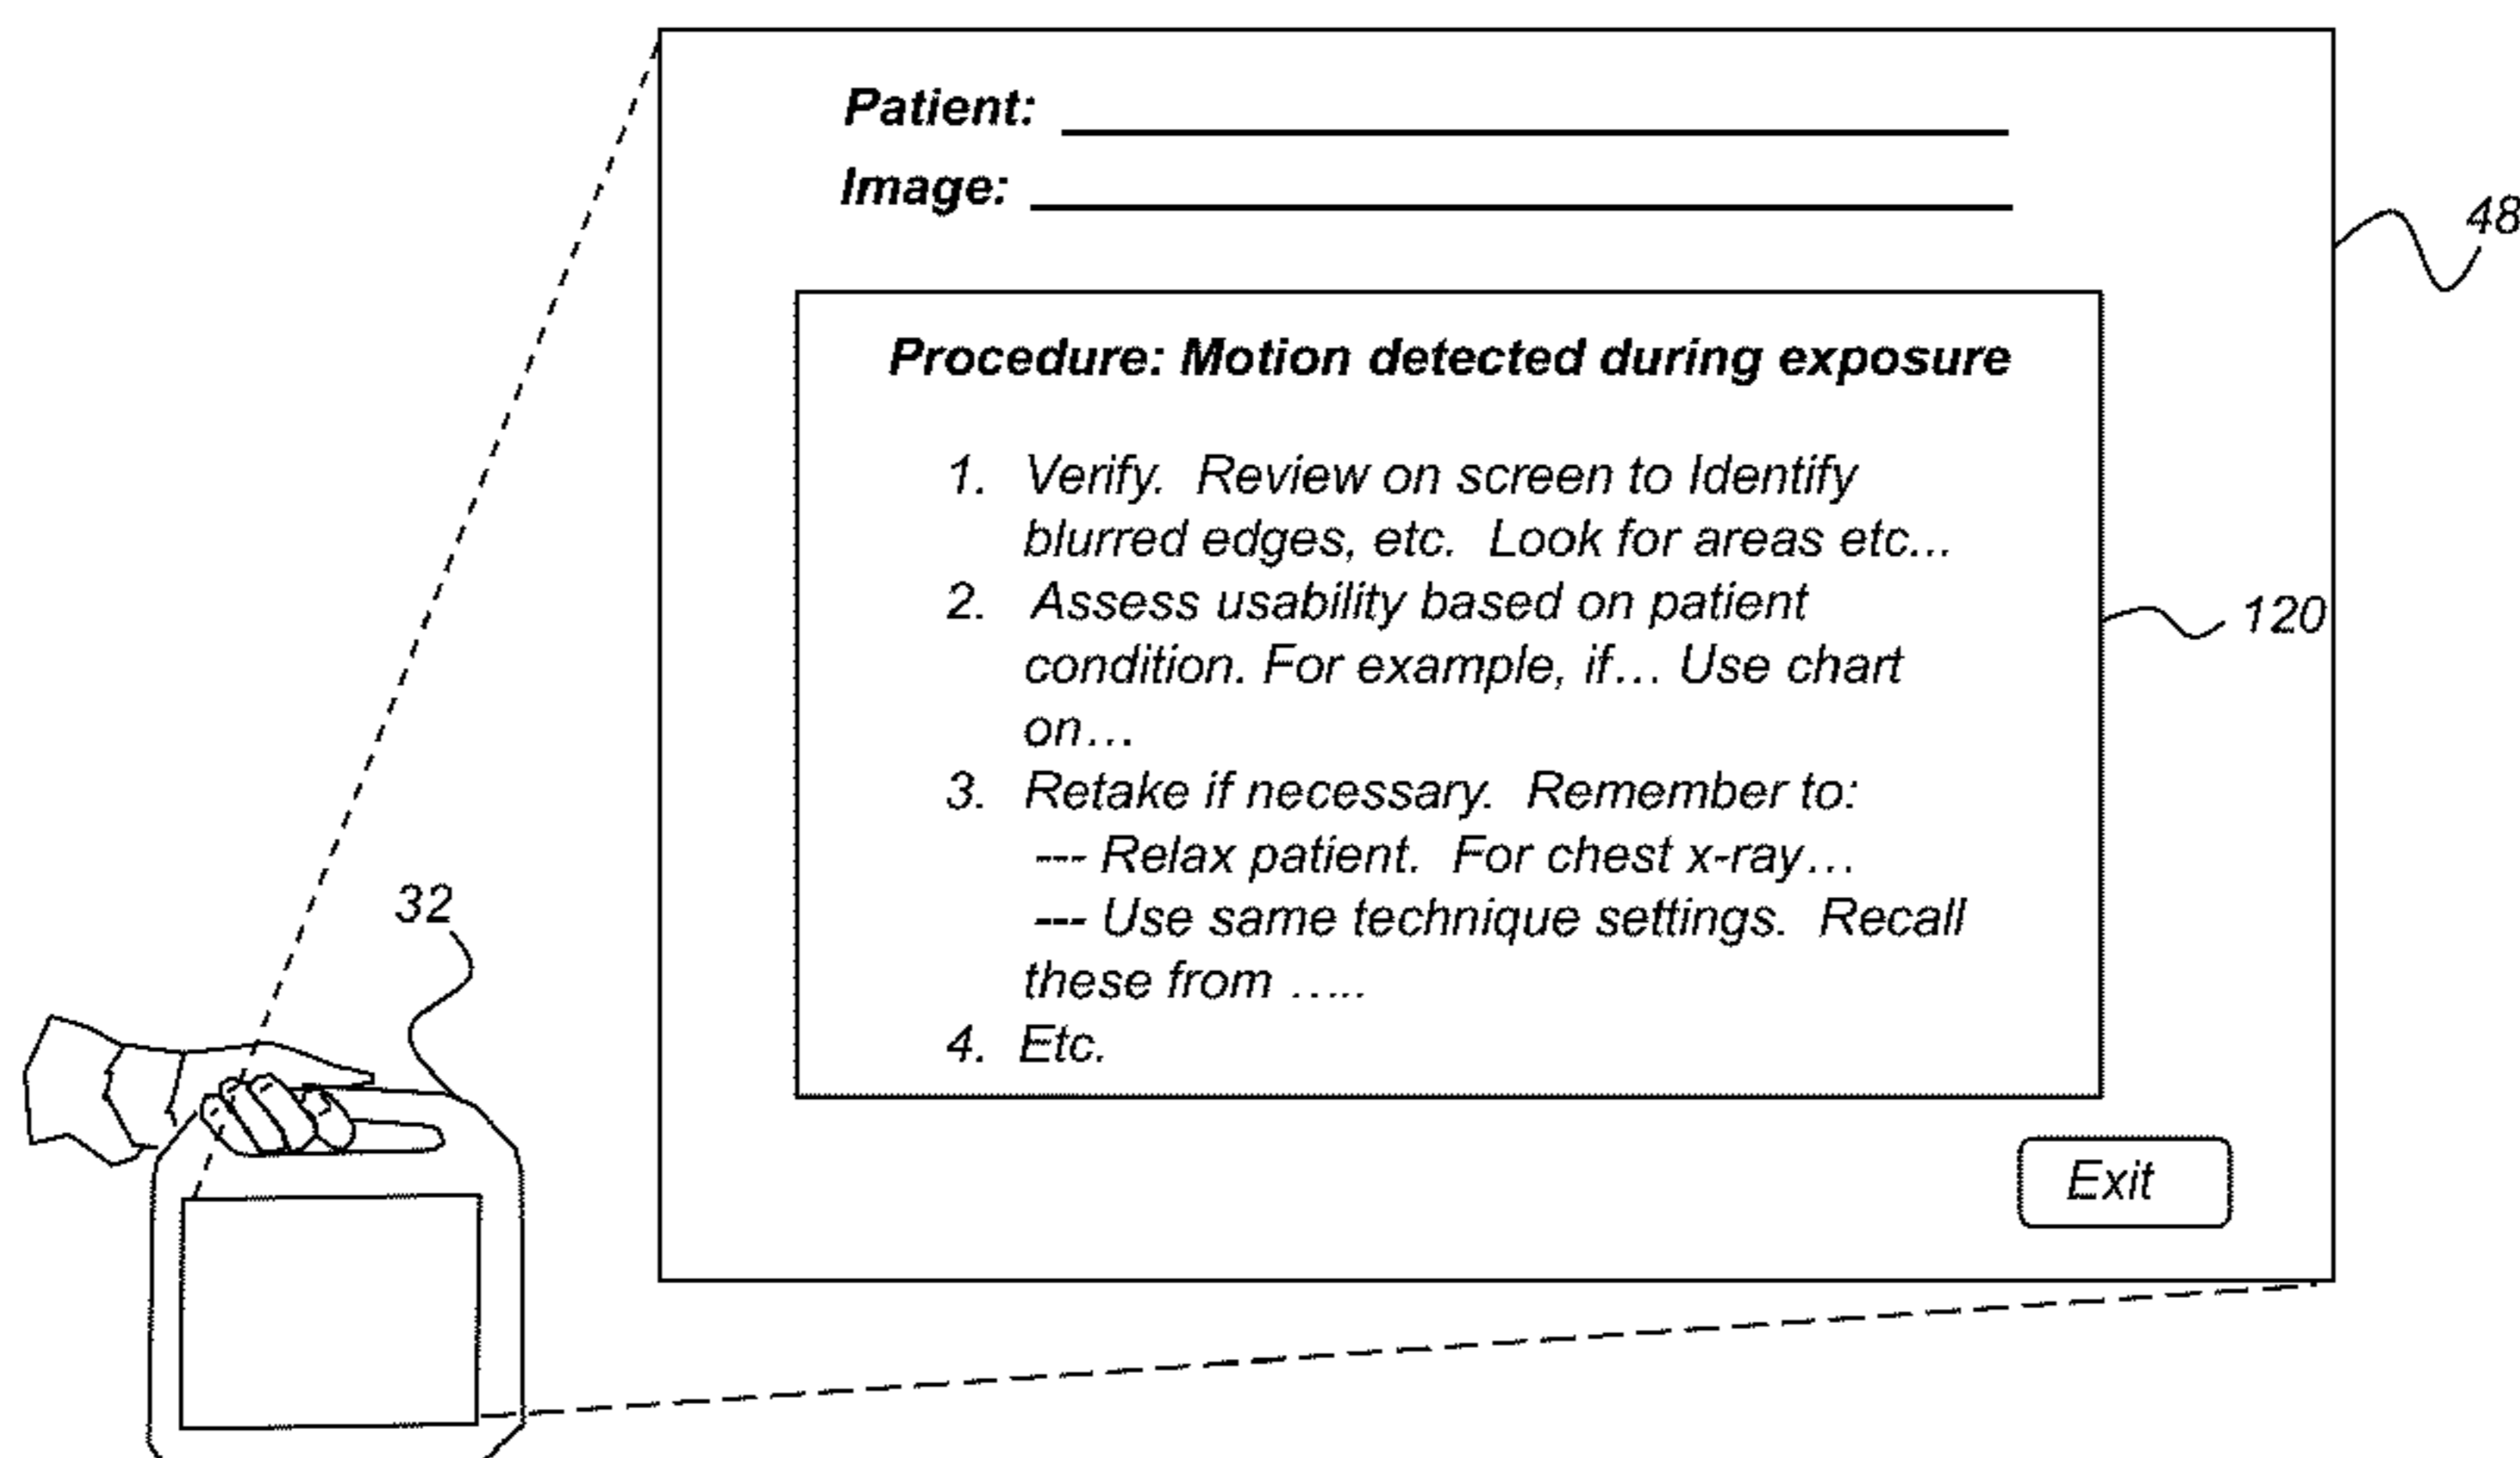 Patient:
Image:
48
Procedure: Motion detected during exposure
1. Verify. Review on screen to Identify
blurred edges, etc. Look for areas etc...
2. Assess usability based on patient
120
condition. For example, if... Use chart
on...
3. Retake if necessary. Remember to:
--- Relax patient. For chest x-ray...
32
--- Use same technique settings. Recall
these from .....
4. Etc.
Exit